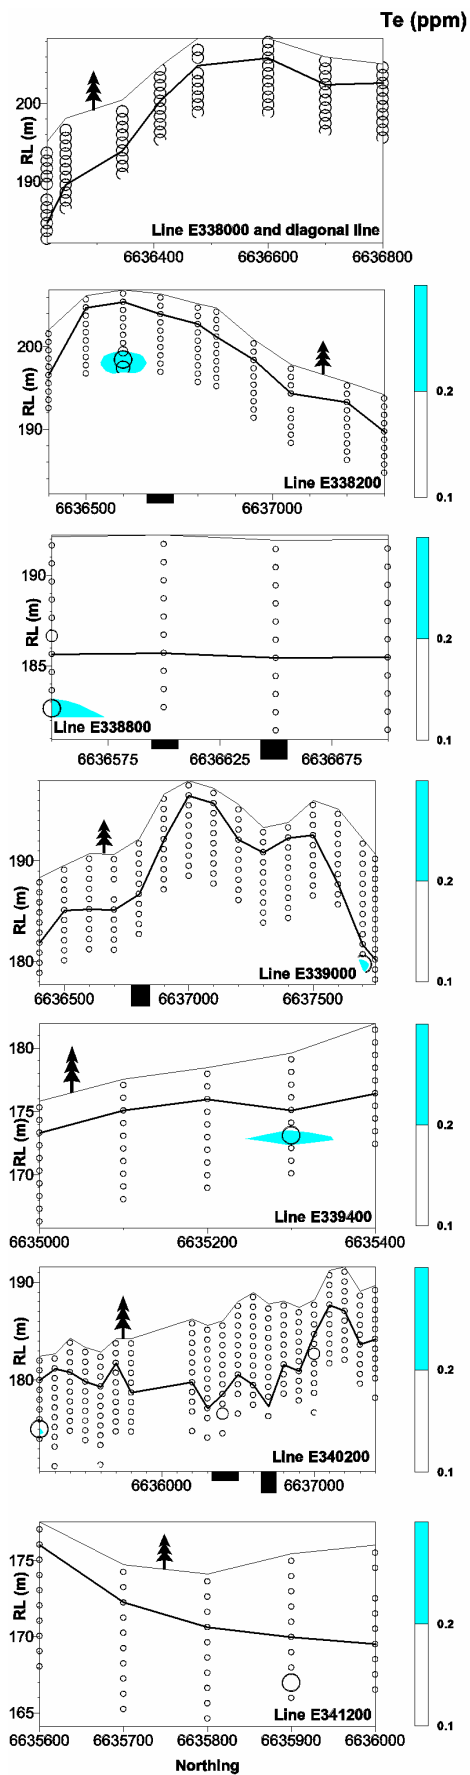 Te (ppm)
200
190
RL (m)
Line E338000 and diagonal line
6636400 6636600 6636800
200
190
RL (m)
0.2
0.1
Line E338200
6636500 6637000
190
185
RL (m)
0.2
0.1
Line E338800
6636575 6636625 6636675
190
180
RL (m)
0.2
0.1
Line E339000
6636500 6637000 6637500
180
175
170
RL (m)
0.2
0.1
Line E339400
6635000 6635200 6635400
190
180
RL (m)
0.2
0.1
Line E340200
6636000 6637000
175
170
165
RL (m)
0.2
0.1
Line E341200
6635600 6635700 6635800 6635900 6636000
Northing